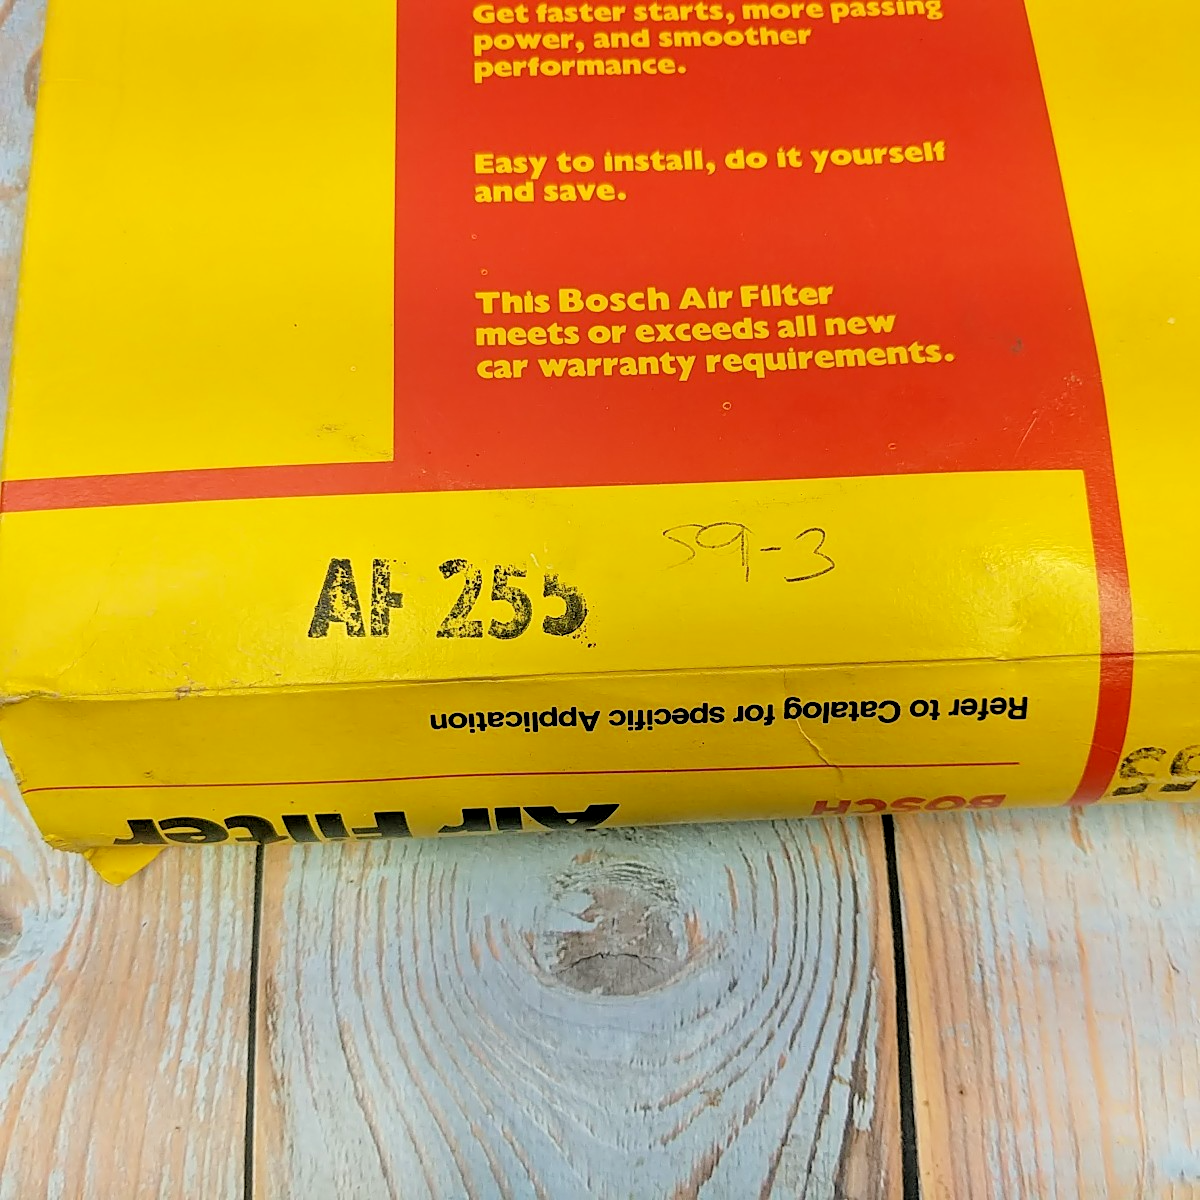 Get faster starts, more passing
power, and smoother
performance.
Easy to install, do it yourself
and save.
This Bosch Air Filter
meets or exceeds all new
car warranty requirements.
AF 255
59-3
Refer to Catalog for specific Application
BOSCH
Air Filter